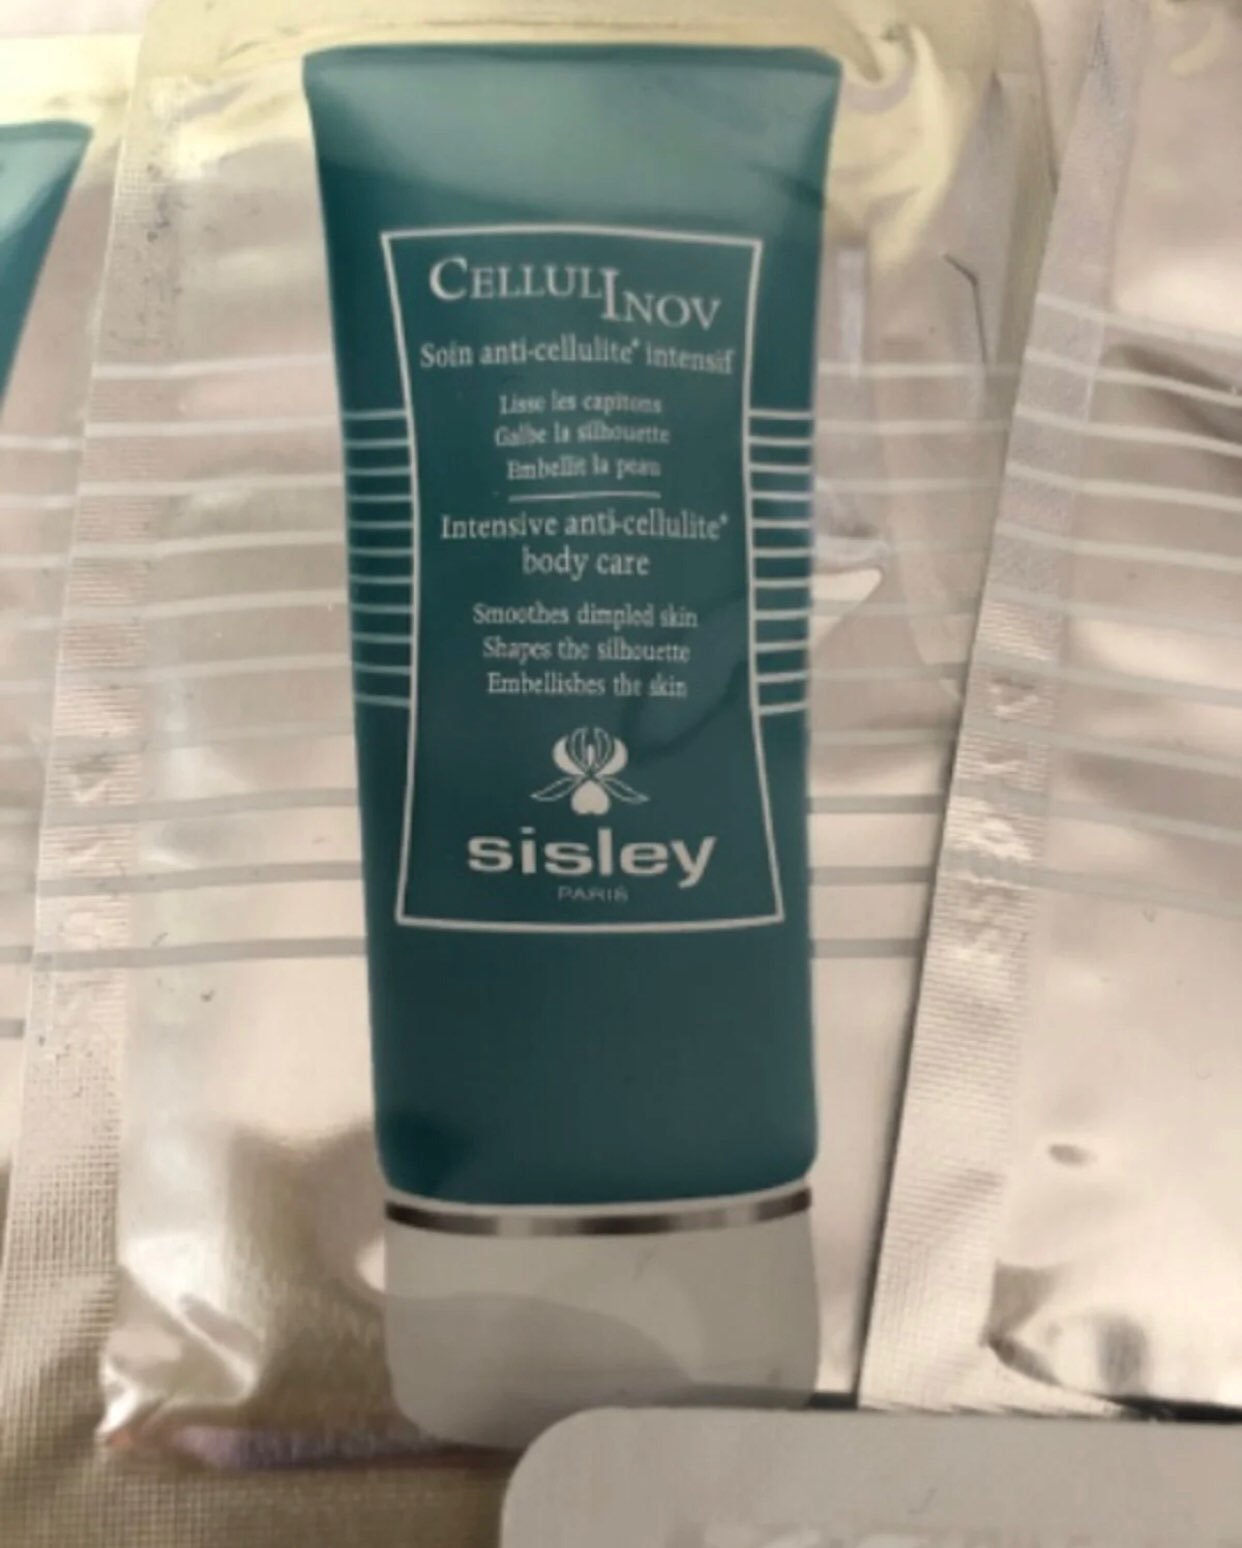 CELLULINOV
Soin anti-cellulite* intensif
Lisse les capitons
Galbe la silhouette
Embellit la peau
Intensive anti-cellulite*
body care
Smoothes dimpled skin
Shapes the silhouette
Embellishes the skin
sisley
PARIS